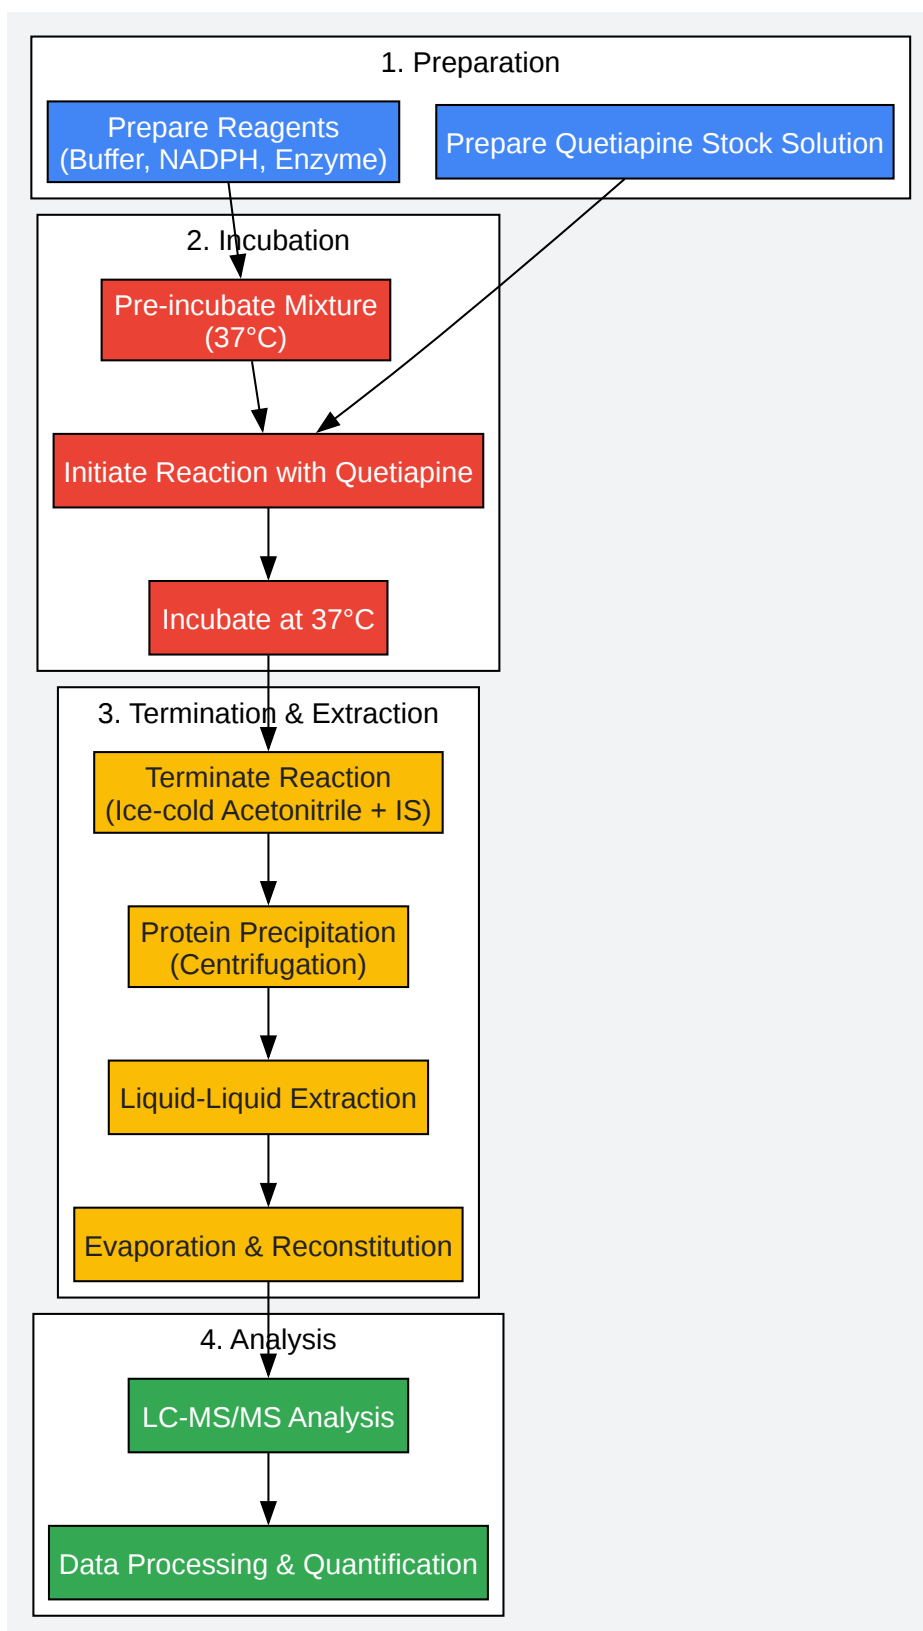 1. Preparation
Prepare Reagents
(Buffer, NADPH, Enzyme)
Prepare Quetiapine Stock Solution
2. Incubation
Pre-incubate Mixture
(37°C)
Initiate Reaction with Quetiapine
Incubate at 37°C
3. Termination & Extraction
Terminate Reaction
(Ice-cold Acetonitrile + IS)
Protein Precipitation
(Centrifugation)
Liquid-Liquid Extraction
Evaporation & Reconstitution
4. Analysis
LC-MS/MS Analysis
Data Processing & Quantification